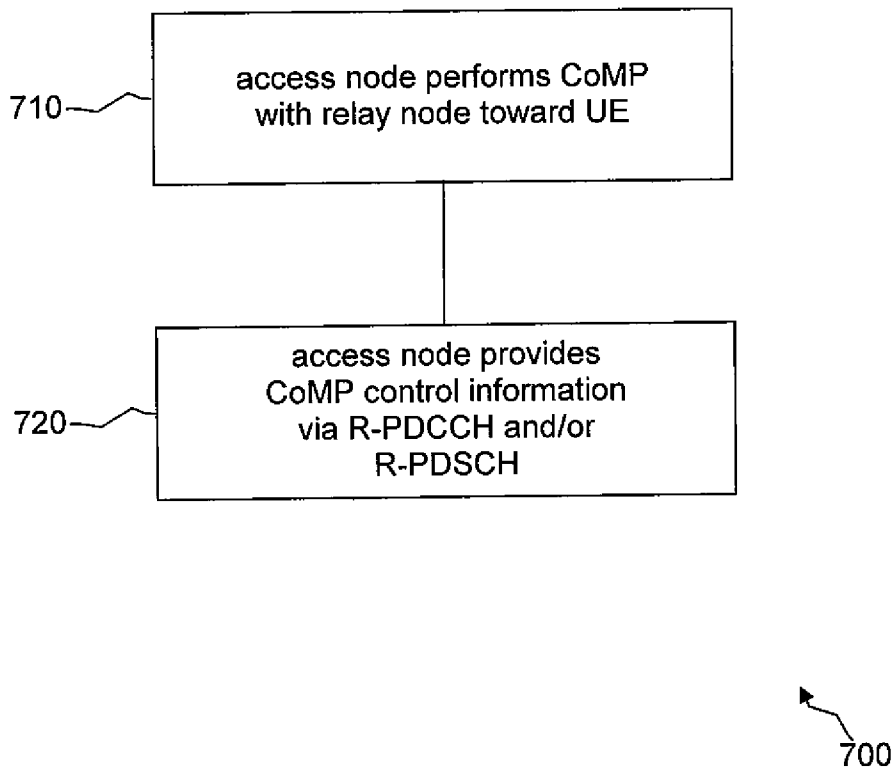 access node performs CoMP
with relay node toward UE
710
access node provides
CoMP control information
via R-PDCCH and/or
R-PDSCH
720
700